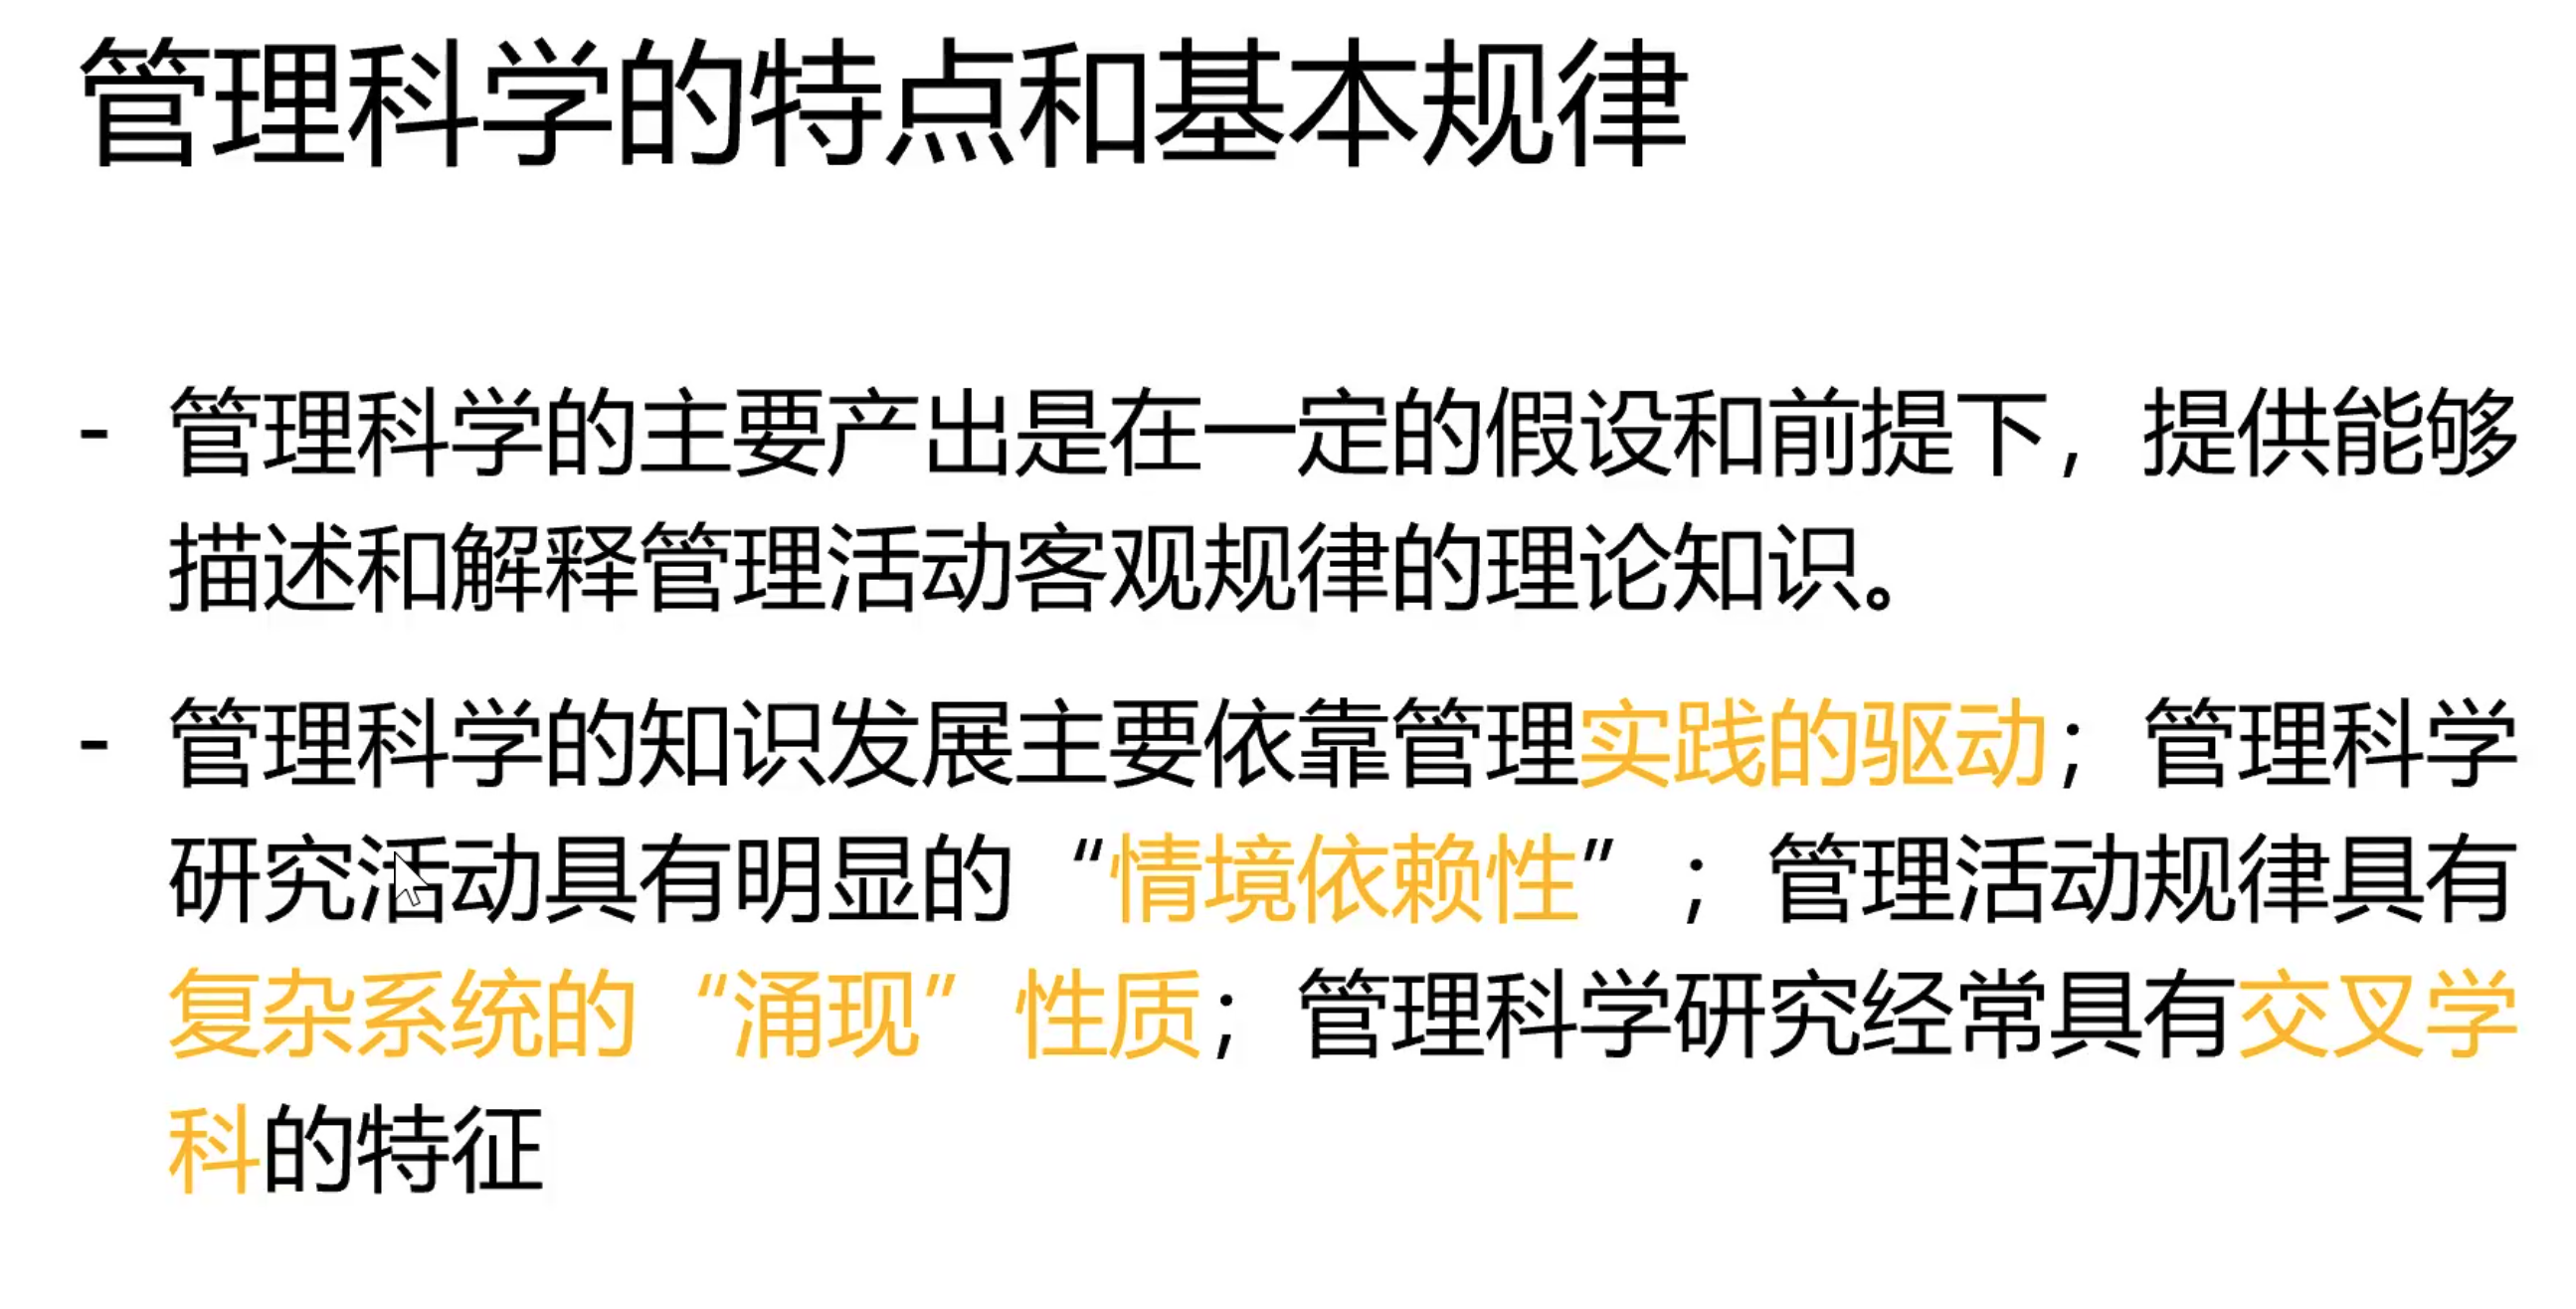 管理科学的特点和基本规律
- 管理科学的主要产出是在一定的假设和前提下，提供能够
描述和解释管理活动客观规律的理论知识。
- 管理科学的知识发展主要依靠管理实践的驱动；管理科学
研究活动具有明显的“情境依赖性”；管理活动规律具有
复杂系统的“涌现”性质；管理科学研究经常具有交叉学
科的特征